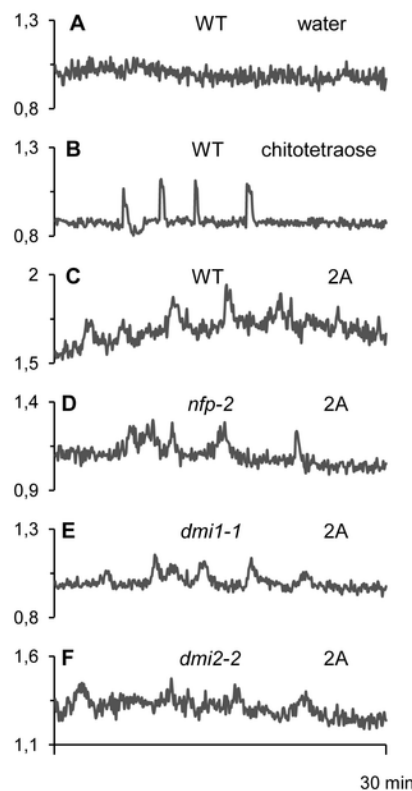 1,3 A WT water
0,8
1,3 B WT chitotetraose
0,8
2 C WT 2A
1,5
1,4 D nfp-2 2A
0,9
1,3 E dmi1-1 2A
0,8
1,6 F dmi2-2 2A
1,1
30 min